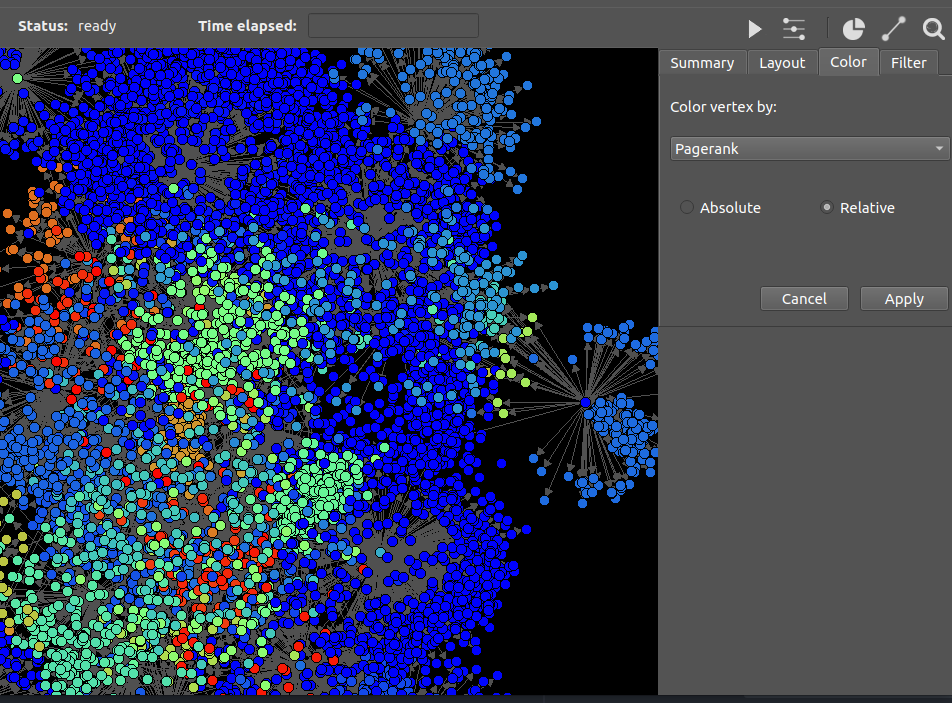 Status: ready Time elapsed:
Summary Layout Color Filter
Color vertex by:
Pagerank
Absolute Relative
Cancel Apply